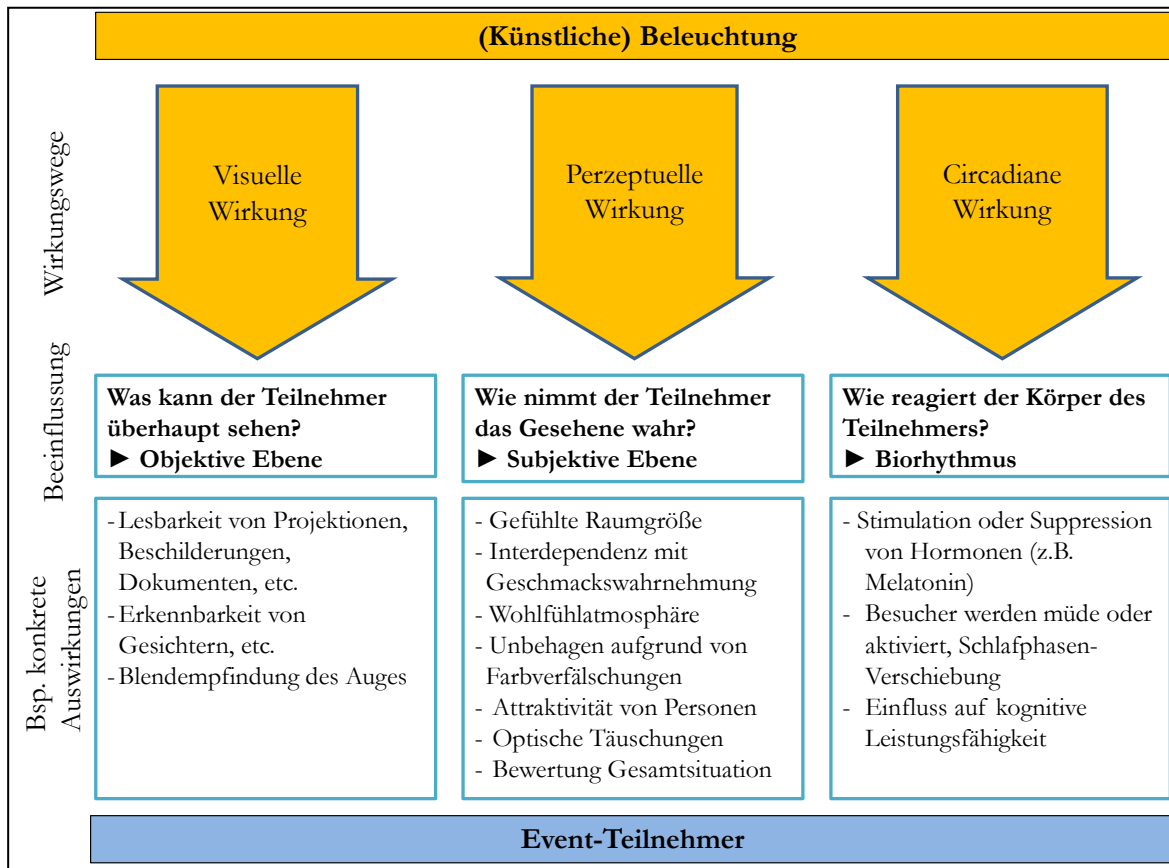 (Künstliche) Beleuchtung
Wirkungswege
Visuelle
Wirkung
Perzeptuelle
Wirkung
Circadiane
Wirkung
Beeinflussung
Was kann der Teilnehmer
überhaupt sehen?
► Objektive Ebene
Wie nimmt der Teilnehmer
das Gesehene wahr?
► Subjektive Ebene
Wie reagiert der Körper des
Teilnehmers?
► Biorhythmus
Bsp. konkrete
Auswirkungen
- Lesbarkeit von Projektionen,
Beschilderungen,
Dokumenten, etc.
- Erkennbarkeit von
Gesichtern, etc.
- Blendempfindung des Auges
- Gefühlte Raumgröße
- Interdependenz mit
Geschmackswahrnehmung
- Wohlfühlatmosphäre
- Unbehagen aufgrund von
Farbverfälschungen
- Attraktivität von Personen
- Optische Täuschungen
- Bewertung Gesamtsituation
- Stimulation oder Suppression
von Hormonen (z.B.
Melatonin)
- Besucher werden müde oder
aktiviert, Schlafphasen-
Verschiebung
- Einfluss auf kognitive
Leistungsfähigkeit
Event-Teilnehmer